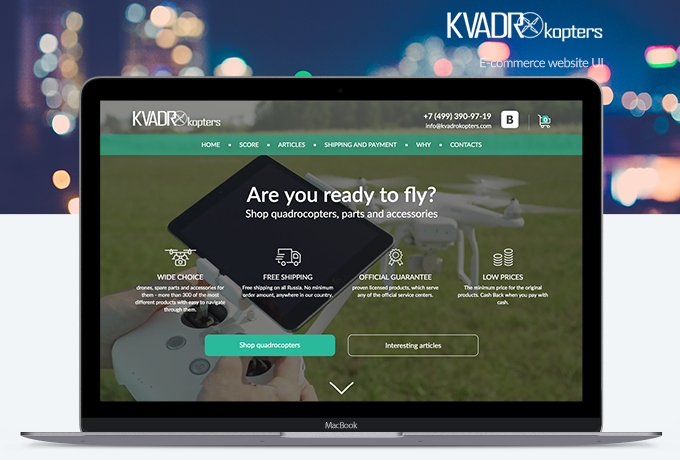 KVADROkopters
E-commerce website UI
KVADROkopters
+7 (499) 390-97-19
info@kvadrokopters.com
B
HOME • SCORE • ARTICLES • SHIPPING AND PAYMENT • WHY • CONTACTS
Are you ready to fly?
Shop quadrocopters, parts and accessories
WIDE CHOICE
drones, spare parts and accessories for
them - more than 300 of the most
different products with easy to navigate
through them.
FREE SHIPPING
Free shipping on all Russia. No minimum
order amount, anywhere in our country.
OFFICIAL GUARANTEE
proven licensed products, which serve
any of the official service centers.
LOW PRICES
The minimum price for the original
products. Cash Back when you pay with
cash.
Shop quadrocopters
Interesting articles
MacBook